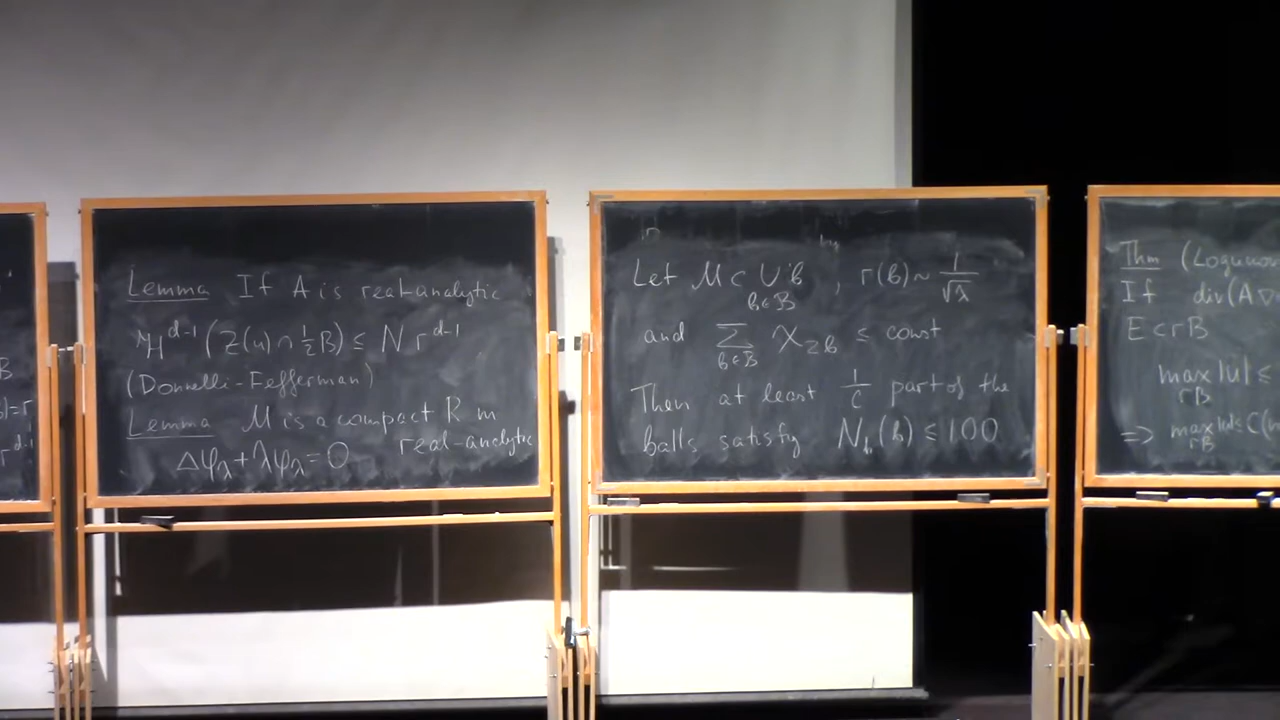 B
)=r
r^{d-1}
Lemma If A is real-analytic
H^{d-1}(Z(u) ∩ ½B) ≤ N r^{d-1}
(Donnelli-Fefferman)
Lemma M is a compact R m
real-analytic
Δφ_λ + λφ_λ = 0
Let M ⊂ ∪ b , r(b) ~ 1/√λ
b∈B
and Σ χ_{2b} ≤ const
b∈B
Then at least 1/C part of the
balls satisfy N_h(b) ≤ 100
Thm (Logunov
If div(A∇
E⊂rB
max |u| ≤
rB
⇒ max |u| ≤ C(
rB